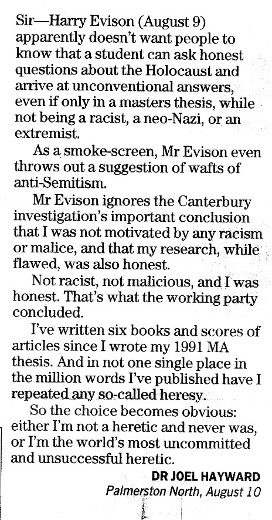 Sir—Harry Evison (August 9)
apparently doesn't want people to
know that a student can ask honest
questions about the Holocaust and
arrive at unconventional answers,
even if only in a masters thesis, while
not being a racist, a neo-Nazi, or an
extremist.
As a smoke-screen, Mr Evison even
throws out a suggestion of wafts of
anti-Semitism.
Mr Evison ignores the Canterbury
investigation's important conclusion
that I was not motivated by any racism
or malice, and that my research, while
flawed, was also honest.
Not racist, not malicious, and I was
honest. That's what the working party
concluded.
I've written six books and scores of
articles since I wrote my 1991 MA
thesis. And in not one single place in
the million words I've published have I
repeated any so-called heresy.
So the choice becomes obvious:
either I'm not a heretic and never was,
or I'm the world's most uncommitted
and unsuccessful heretic.
DR JOEL HAYWARD
Palmerston North, August 10